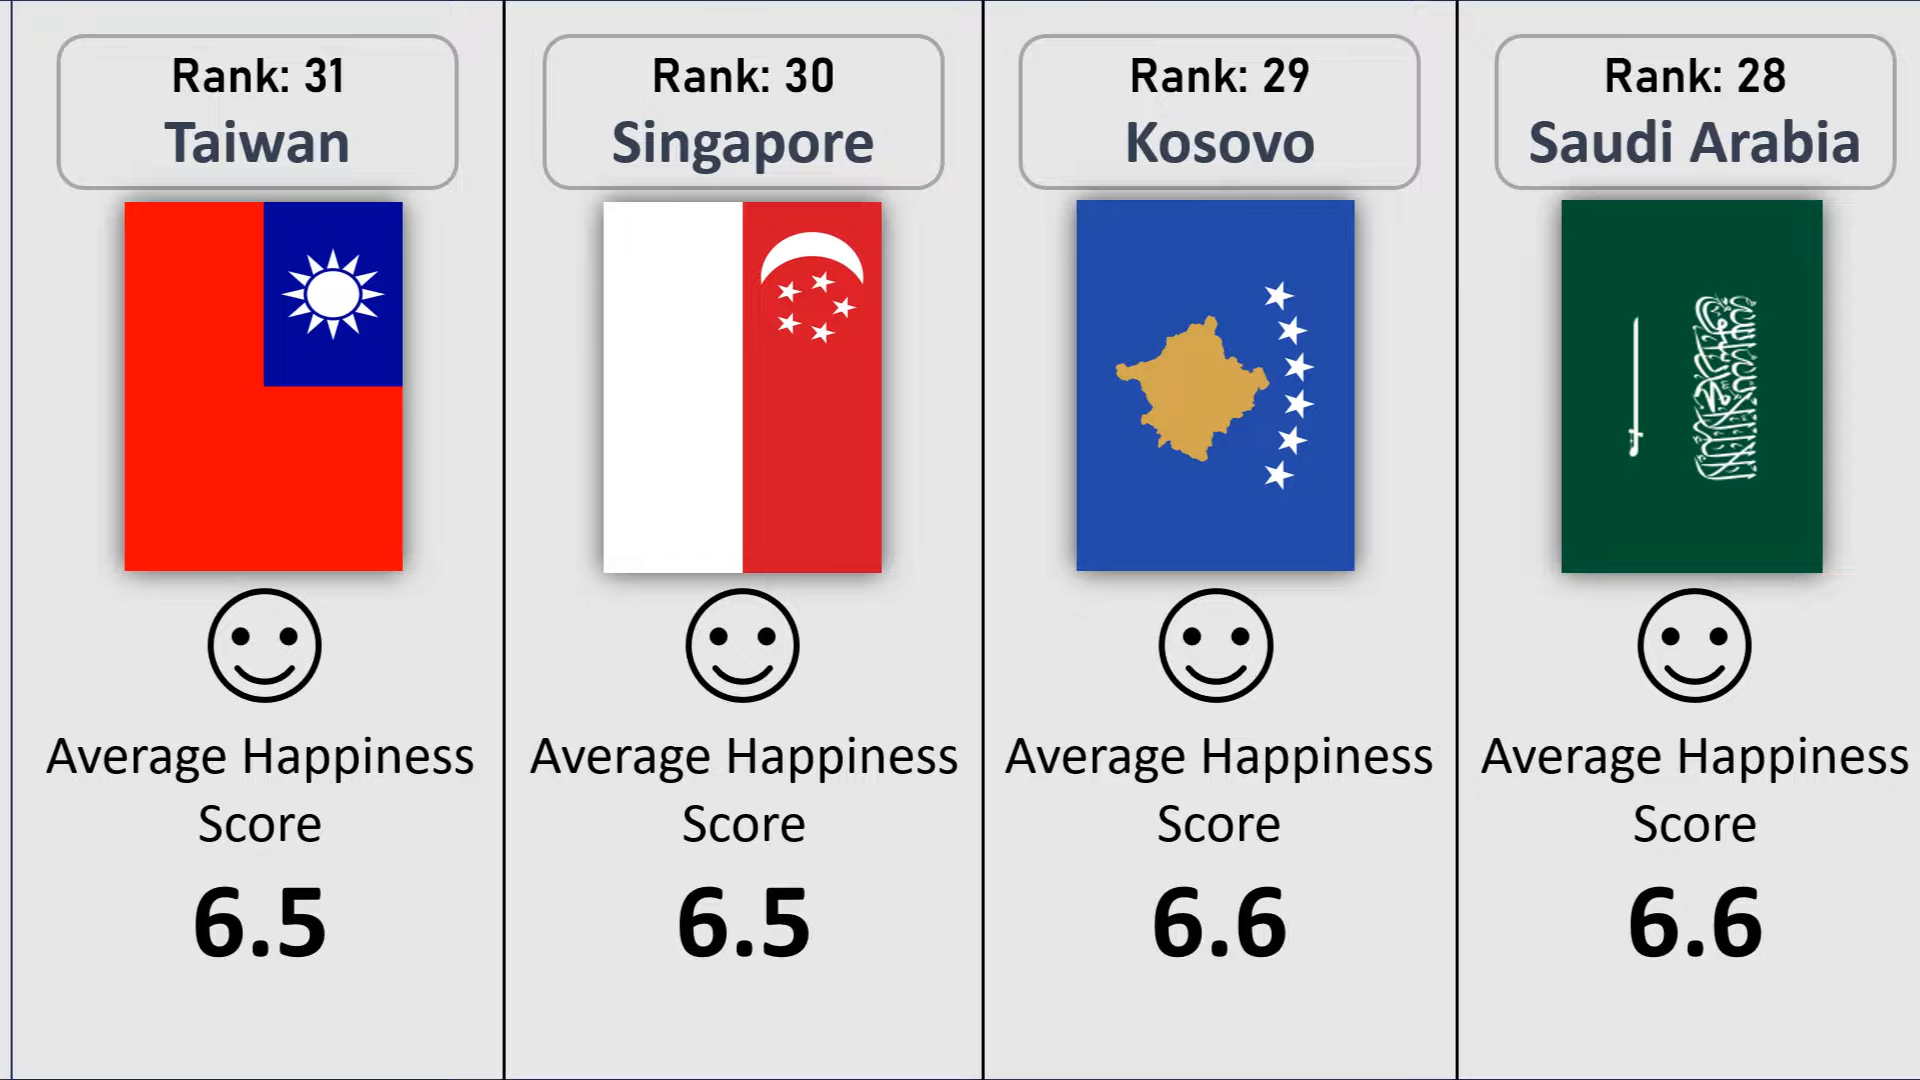 Rank: 31
Taiwan
Average Happiness
Score
6.5
Rank: 30
Singapore
Average Happiness
Score
6.5
Rank: 29
Kosovo
Average Happiness
Score
6.6
Rank: 28
Saudi Arabia
Average Happiness
Score
6.6